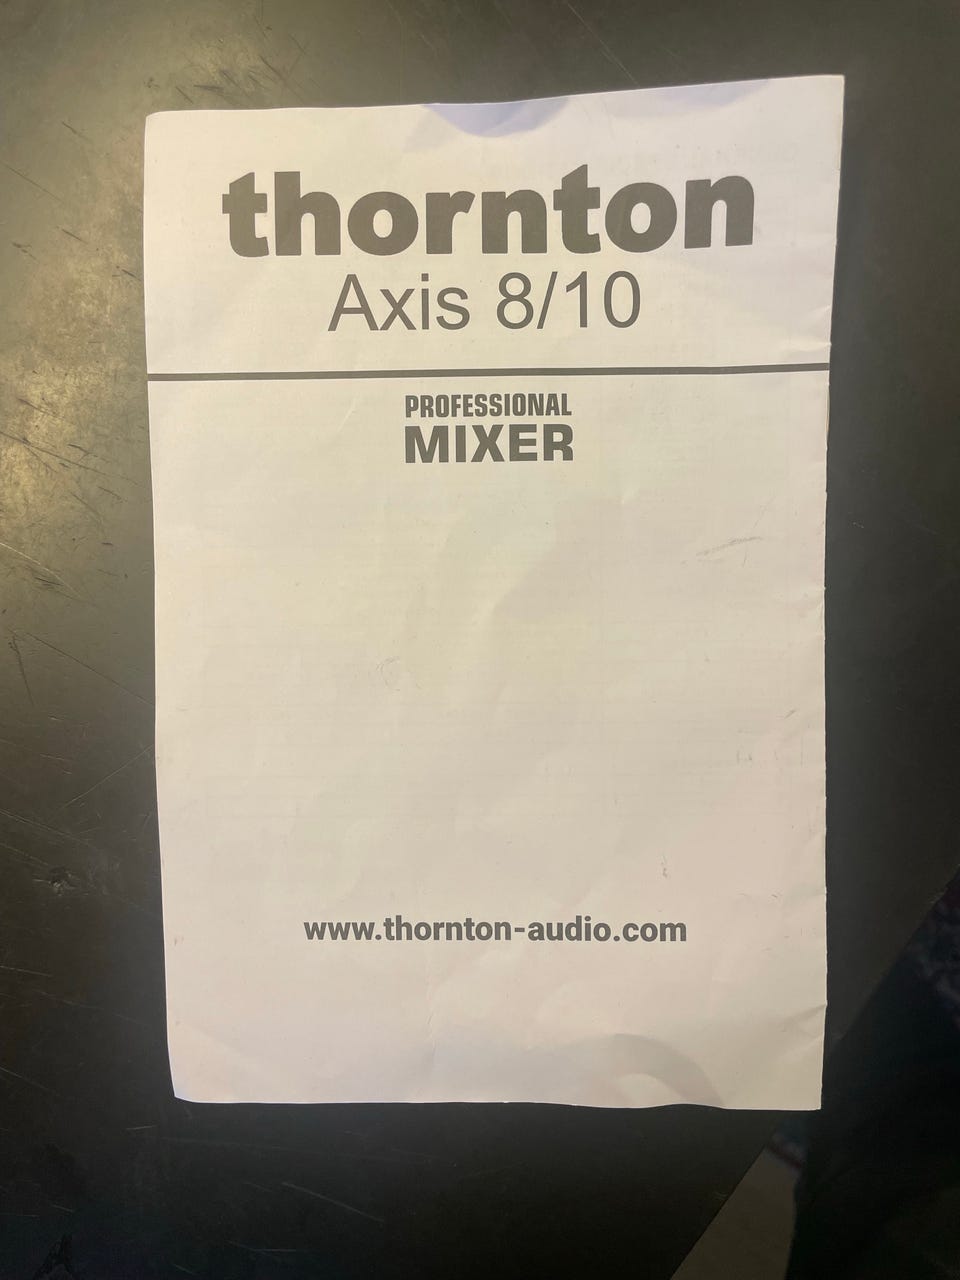 thornton
Axis 8/10
PROFESSIONAL
MIXER
www.thornton-audio.com